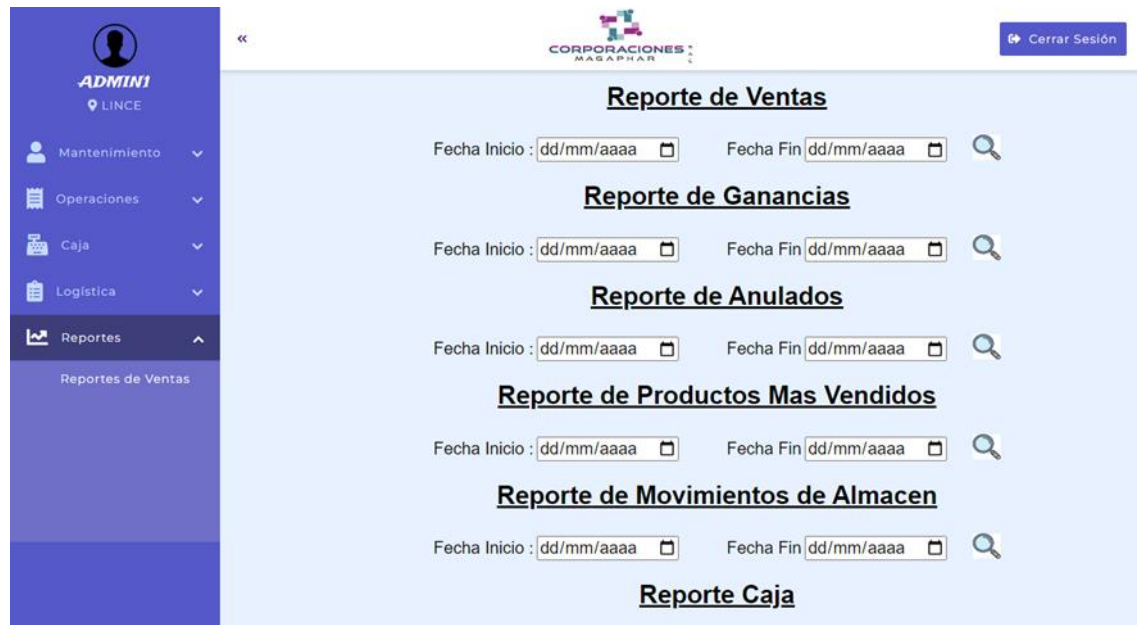 ADMIN1
LINCE
Mantenimiento
Operaciones
Caja
Logística
Reportes
Reportes de Ventas
«
CORPORACIONES
MAGAPHAR
Cerrar Sesión
Reporte de Ventas
Fecha Inicio : dd/mm/aaaa Fecha Fin dd/mm/aaaa
Reporte de Ganancias
Fecha Inicio : dd/mm/aaaa Fecha Fin dd/mm/aaaa
Reporte de Anulados
Fecha Inicio : dd/mm/aaaa Fecha Fin dd/mm/aaaa
Reporte de Productos Mas Vendidos
Fecha Inicio : dd/mm/aaaa Fecha Fin dd/mm/aaaa
Reporte de Movimientos de Almacen
Fecha Inicio : dd/mm/aaaa Fecha Fin dd/mm/aaaa
Reporte Caja